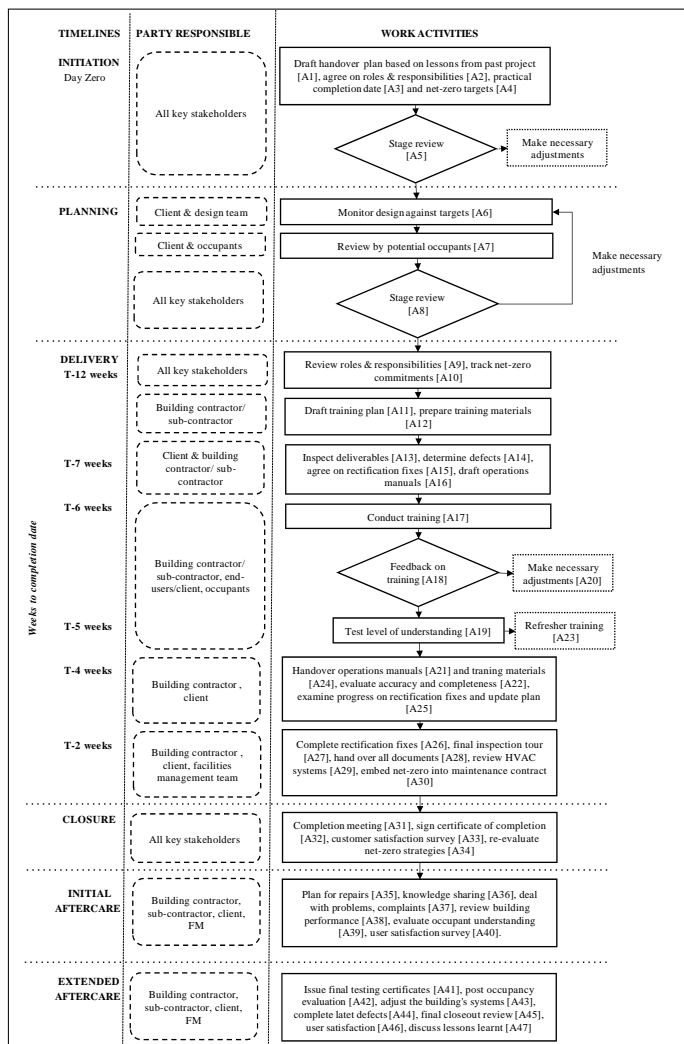 TIMELINES
PARTY RESPONSIBLE
WORK ACTIVITIES
INITIATION
Day Zero
All key stakeholders
Draft handover plan based on lessons from past project
[A1], agree on roles & responsibilities [A2], practical
completion date [A3] and net-zero targets [A4]
Stage review
[A5]
Make necessary
adjustments
PLANNING
Client & design team
Monitor design against targets [A6]
Client & occupants
Review by potential occupants [A7]
Make necessary
adjustments
All key stakeholders
Stage review
[A8]
DELIVERY
T-12 weeks
All key stakeholders
Review roles & responsibilities [A9], track net-zero
commitments [A10]
Building contractor/
sub-contractor
Draft training plan [A11], prepare training materials
[A12]
T-7 weeks
Client & building
contractor/ sub-
contractor
Inspect deliverables [A13], determine defects [A14],
agree on rectification fixes [A15], draft operations
manuals [A16]
Weeks to completion date
T-6 weeks
Conduct training [A17]
Building contractor/
sub-contractor, end-
users/client, occupants
Feedback on
training [A18]
Make necessary
adjustments [A20]
T-5 weeks
Test level of understanding [A19]
Refresher training
[A23]
T-4 weeks
Building contractor ,
client
Handover operations manuals [A21] and traning materials
[A24], evaluate accuracy and completeness [A22],
examine progress on rectification fixes and update plan
[A25]
T-2 weeks
Building contractor ,
client, facilities
management team
Complete rectification fixes [A26], final inspection tour
[A27], hand over all documents [A28], review HVAC
systems [A29], embed net-zero into maintenance contract
[A30]
CLOSURE
All key stakeholders
Completion meeting [A31], sign certificate of completion
[A32], customer satisfaction survey [A33], re-evaluate
net-zero strategies [A34]
INITIAL
AFTERCARE
Building contractor,
sub-contractor, client,
FM
Plan for repairs [A35], knowledge sharing [A36], deal
with problems, complaints [A37], review building
performance [A38], evaluate occupant understanding
[A39], user satisfaction survey [A40].
EXTENDED
AFTERCARE
Building contractor,
sub-contractor, client,
FM
Issue final testing certificates [A41], post occupancy
evaluation [A42], adjust the building's systems [A43],
complete latet defects [A44], final closeout review [A45],
user satisfaction [A46], discuss lessons learnt [A47]